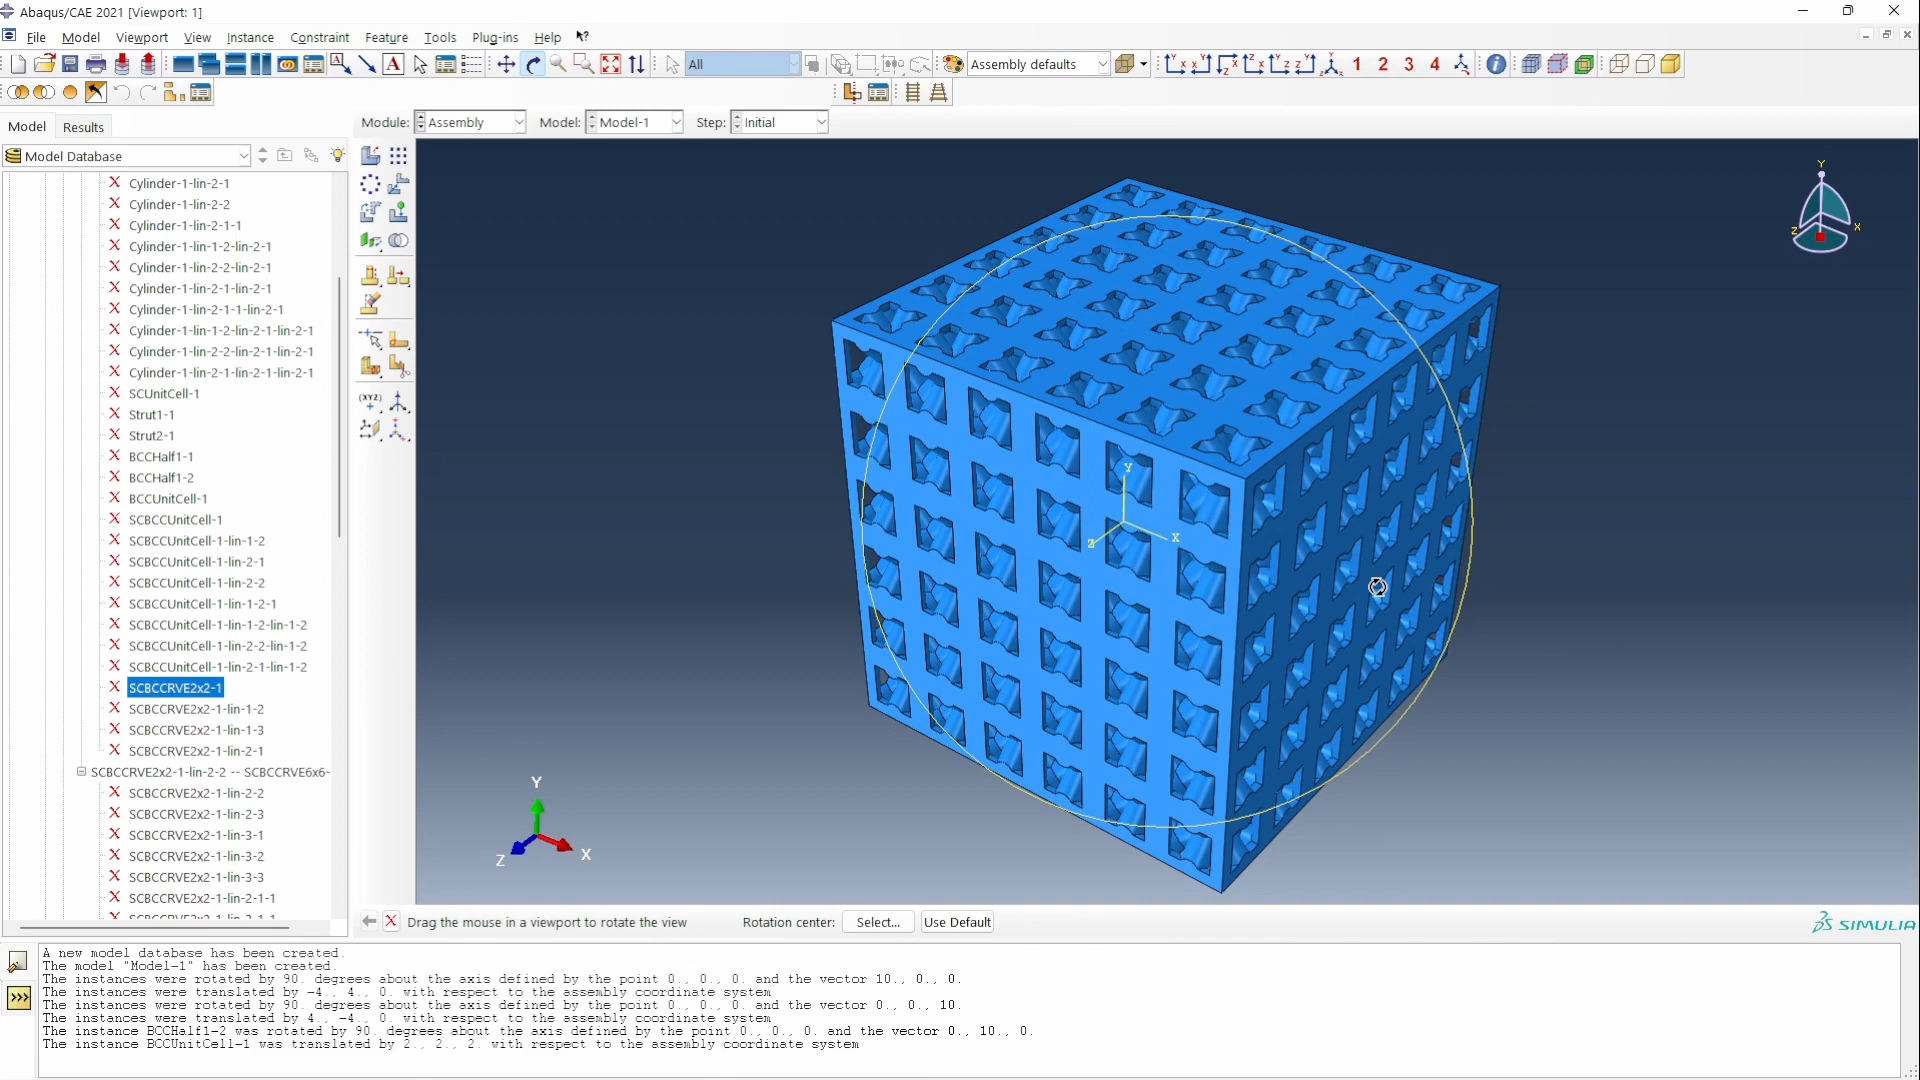 Abaqus/CAE 2021 [Viewport: 1]
File Model Viewport View Instance Constraint Feature Tools Plug-ins Help
All
Assembly defaults
1 2 3 4
Model Results
Module: Assembly Model: Model-1 Step: Initial
Model Database
Cylinder-1-lin-2-1
Cylinder-1-lin-2-2
Cylinder-1-lin-2-1-1
Cylinder-1-lin-1-2-lin-2-1
Cylinder-1-lin-2-2-lin-2-1
Cylinder-1-lin-2-1-lin-2-1
Cylinder-1-lin-2-1-1-lin-2-1
Cylinder-1-lin-1-2-lin-2-1-lin-2-1
Cylinder-1-lin-2-2-lin-2-1-lin-2-1
Cylinder-1-lin-2-1-lin-2-1-lin-2-1
SCUnitCell-1
Strut1-1
Strut2-1
BCCHalf1-1
BCCHalf1-2
BCCUnitCell-1
SCBCCUnitCell-1
SCBCCUnitCell-1-lin-1-2
SCBCCUnitCell-1-lin-2-1
SCBCCUnitCell-1-lin-2-2
SCBCCUnitCell-1-lin-1-2-1
SCBCCUnitCell-1-lin-1-2-lin-1-2
SCBCCUnitCell-1-lin-2-2-lin-1-2
SCBCCUnitCell-1-lin-2-1-lin-1-2
SCBCCRVE2x2-1
SCBCCRVE2x2-1-lin-1-2
SCBCCRVE2x2-1-lin-1-3
SCBCCRVE2x2-1-lin-2-1
SCBCCRVE2x2-1-lin-2-2 -- SCBCCRVE6x6-
SCBCCRVE2x2-1-lin-2-2
SCBCCRVE2x2-1-lin-2-3
SCBCCRVE2x2-1-lin-3-1
SCBCCRVE2x2-1-lin-3-2
SCBCCRVE2x2-1-lin-3-3
SCBCCRVE2x2-1-lin-2-1-1
(XYZ)
Y
X
Z
Y
X
Z
Y
X
Z
Drag the mouse in a viewport to rotate the view Rotation center: Select... Use Default
SIMULIA
A new model database has been created.
The model "Model-1" has been created.
The instances were rotated by 90. degrees about the axis defined by the point 0., 0., 0. and the vector 10., 0., 0.
The instances were translated by -4., 4., 0. with respect to the assembly coordinate system
The instances were rotated by 90. degrees about the axis defined by the point 0., 0., 0. and the vector 0., 0., 10.
The instances were translated by 4., -4., 0. with respect to the assembly coordinate system
The instance BCCHalf1-2 was rotated by 90. degrees about the axis defined by the point 0., 0., 0. and the vector 0., 10., 0.
The instance BCCUnitCell-1 was translated by 2., 2., 2. with respect to the assembly coordinate system